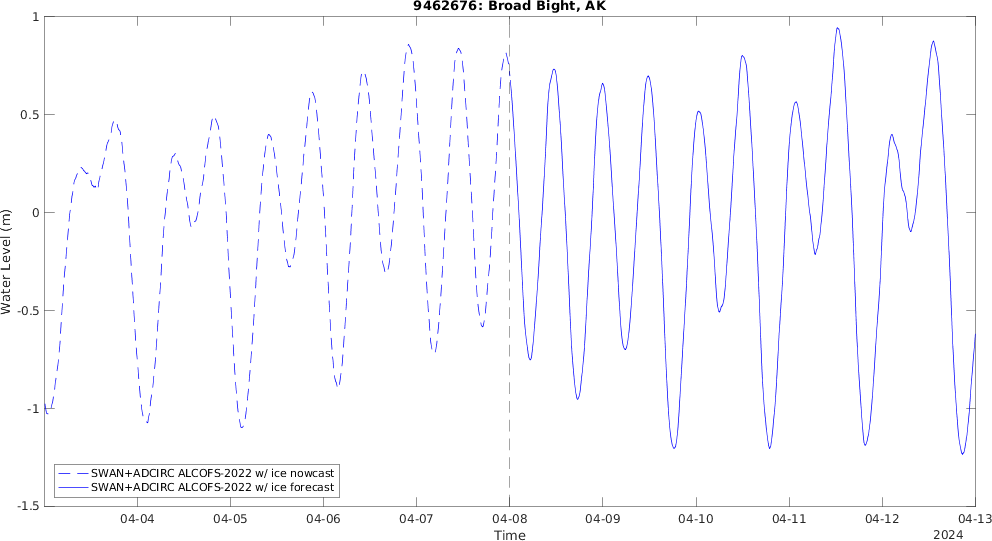 9462676: Broad Bight, AK
1
0.5
0
-0.5
-1
-1.5
Water Level (m)
SWAN+ADCIRC ALCOFS-2022 w/ ice nowcast
SWAN+ADCIRC ALCOFS-2022 w/ ice forecast
04-04 04-05 04-06 04-07 04-08 04-09 04-10 04-11 04-12 04-13
Time
2024